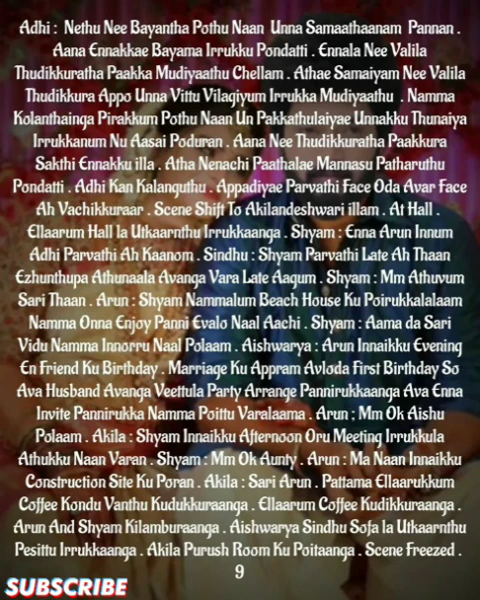 Adhi : Nethu Nee Bayantha Pothu Naan Unna Samaathaanam Pannan .
Aana Ennakkae Bayama Irrukku Pondatti . Ennala Nee Valila
Thudikkuratha Paakka Mudiyaathu Chellam . Athae Samaiyam Nee Valila
Thudikkura Appo Unna Vittu Vilagiyum Irrukka Mudiyaathu . Namma
Kolanthainga Pirakkum Pothu Naan Un Pakkathulaiyae Unnakku Thunaiya
Irrukkanum Nu Aasai Poduran . Aana Nee Thudikkuratha Paakkura
Sakthi Ennakku illa . Atha Nenachi Paathalae Mannasu Patharuthu
Pondatti . Adhi Kan Kalanguthu . Appadiyae Parvathi Face Oda Avar Face
Ah Vachikkuraar . Scene Shift To Akilandeshwari illam . At Hall .
Ellaarum Hall la Utkaarnthu Irrukkaanga . Shyam : Enna Arun Innum
Adhi Parvathi Ah Kaanom . Sindhu : Shyam Parvathi Late Ah Thaan
Ezhunthupa Athunaala Avanga Vara Late Aagum . Shyam : Mm Athuvum
Sari Thaan . Arun : Shyam Nammalum Beach House Ku Poirukkalalaam
Namma Onna Enjoy Panni Evalo Naal Aachi . Shyam : Aama da Sari
Vidu Namma Innorru Naal Polaam . Aishwarya : Arun Innaikku Evening
En Friend Ku Birthday . Marriage Ku Appram Avloda First Birthday So
Ava Husband Avanga Veettula Party Arrange Pannirukkaanga Ava Enna
Invite Pannirukka Namma Poittu Varalaama . Arun ; Mm Ok Aishu
Polaam . Akila : Shyam Innaikku Afternoon Oru Meeting Irrukkula
Athukku Naan Varan . Shyam : Mm Ok Aunty . Arun : Ma Naan Innaikku
Construction Site Ku Poran . Akila : Sari Arun . Pattama Ellaarukkum
Coffee Kondu Vanthu Kudukkuraanga . Ellaarum Coffee Kudikkuraanga .
Arun And Shyam Kilamburaanga . Aishwarya Sindhu Sofa la Utkaarnthu
Pesittu Irrukkaanga . Akila Purush Room Ku Poitaanga . Scene Freezed .
9
SUBSCRIBE